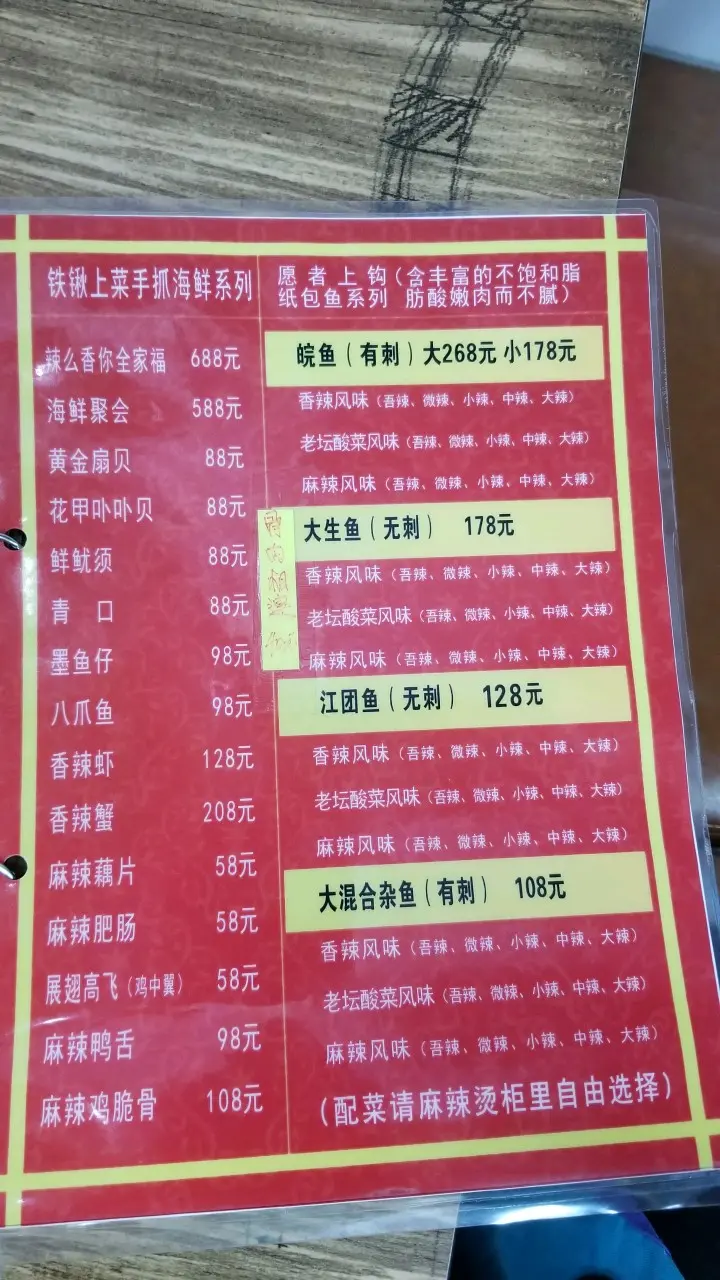 铁锹上菜手抓海鲜系列
辣么香你全家福 688元
海鲜聚会 588元
黄金扇贝 88元
花甲卟卟贝 88元
鲜鱿须 88元
青 口 88元
墨鱼仔 98元
八爪鱼 98元
香辣虾 128元
香辣蟹 208元
麻辣藕片 58元
麻辣肥肠 58元
展翅高飞（鸡中翼） 58元
麻辣鸭舌 98元
麻辣鸡脆骨 108元
愿者上钩（含丰富的不饱和脂
纸包鱼系列 肪酸嫩肉而不腻）
皖鱼（有刺）大268元 小178元
香辣风味（吾辣、微辣、小辣、中辣、大辣）
老坛酸菜风味（吾辣、微辣、小辣、中辣、大辣）
麻辣风味（吾辣、微辣、小辣、中辣、大辣）
大生鱼（无刺） 178元
香辣风味（吾辣、微辣、小辣、中辣、大辣）
老坛酸菜风味（吾辣、微辣、小辣、中辣、大辣）
麻辣风味（吾辣、微辣、小辣、中辣、大辣）
江团鱼（无刺） 128元
香辣风味（吾辣、微辣、小辣、中辣、大辣）
老坛酸菜风味（吾辣、微辣、小辣、中辣、大辣）
麻辣风味（吾辣、微辣、小辣、中辣、大辣）
大混合杂鱼（有刺） 108元
香辣风味（吾辣、微辣、小辣、中辣、大辣）
老坛酸菜风味（吾辣、微辣、小辣、中辣、大辣）
麻辣风味（吾辣、微辣、小辣、中辣、大辣）
（配菜请麻辣烫柜里自由选择）
骨肉相连